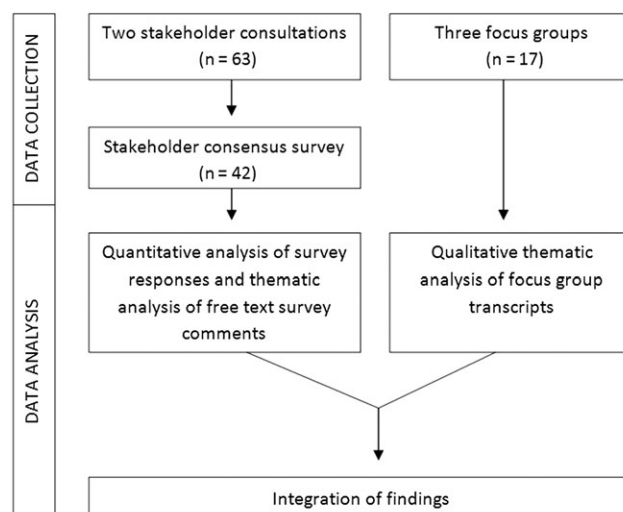 DATA COLLECTION
Two stakeholder consultations
(n = 63)
Three focus groups
(n = 17)
Stakeholder consensus survey
(n = 42)
DATA ANALYSIS
Quantitative analysis of survey
responses and thematic
analysis of free text survey
comments
Qualitative thematic
analysis of focus group
transcripts
Integration of findings